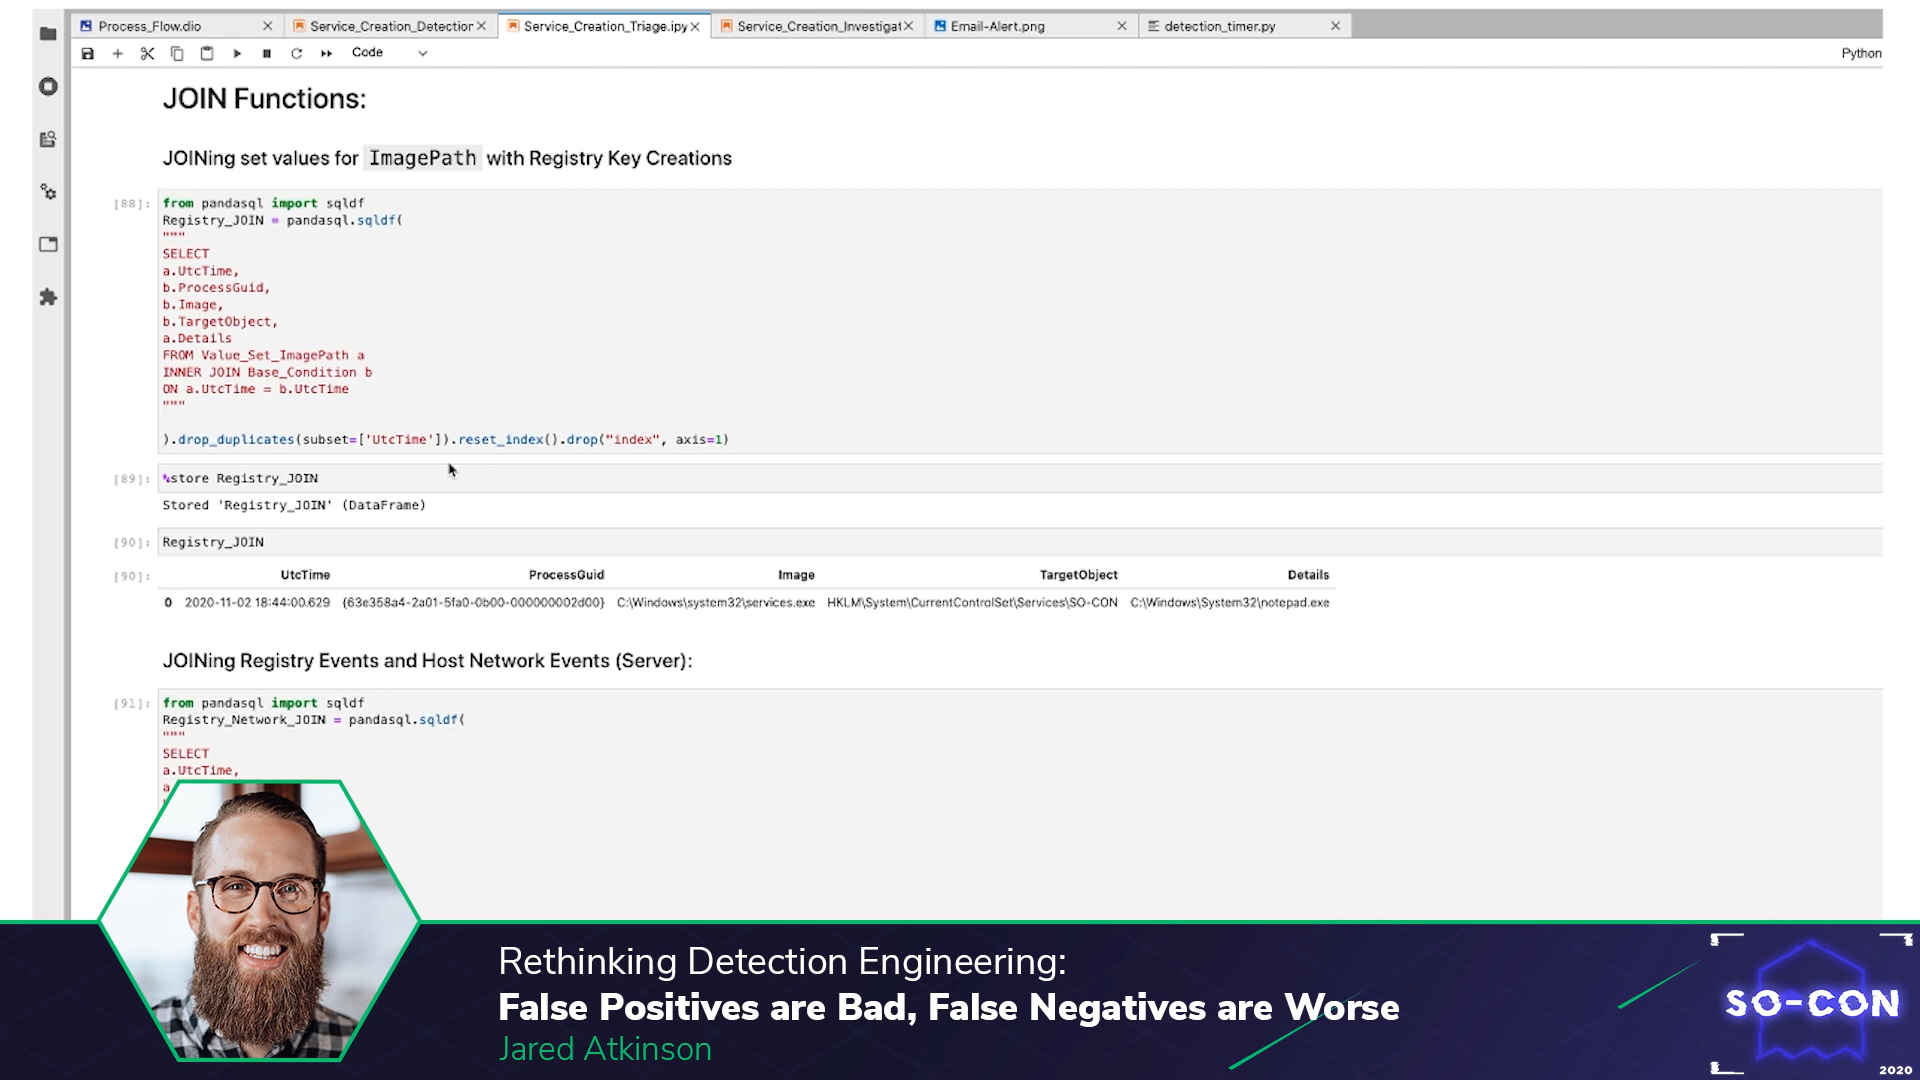 Process_Flow.dio
Service_Creation_Detection
Service_Creation_Triage.ipy
Service_Creation_Investigat
Email-Alert.png
detection_timer.py
Code
Python
JOIN Functions:
JOINing set values for ImagePath with Registry Key Creations
[88]:
from pandasql import sqldf
Registry_JOIN = pandasql.sqldf(
"""
SELECT
a.UtcTime,
b.ProcessGuid,
b.Image,
b.TargetObject,
a.Details
FROM Value_Set_ImagePath a
INNER JOIN Base_Condition b
ON a.UtcTime = b.UtcTime
"""
).drop_duplicates(subset=['UtcTime']).reset_index().drop("index", axis=1)
[89]:
%store Registry_JOIN
Stored 'Registry_JOIN' (DataFrame)
[90]:
Registry_JOIN
[90]:
UtcTime ProcessGuid Image TargetObject Details
0 2020-11-02 18:44:00.629 {63e358a4-2a01-5fa0-0b00-000000002d00} C:\Windows\system32\services.exe HKLM\System\CurrentControlSet\Services\SO-CON C:\Windows\System32\notepad.exe
JOINing Registry Events and Host Network Events (Server):
[91]:
from pandasql import sqldf
Registry_Network_JOIN = pandasql.sqldf(
"""
SELECT
a.UtcTime,
Rethinking Detection Engineering:
False Positives are Bad, False Negatives are Worse
Jared Atkinson
SO-CON
2020